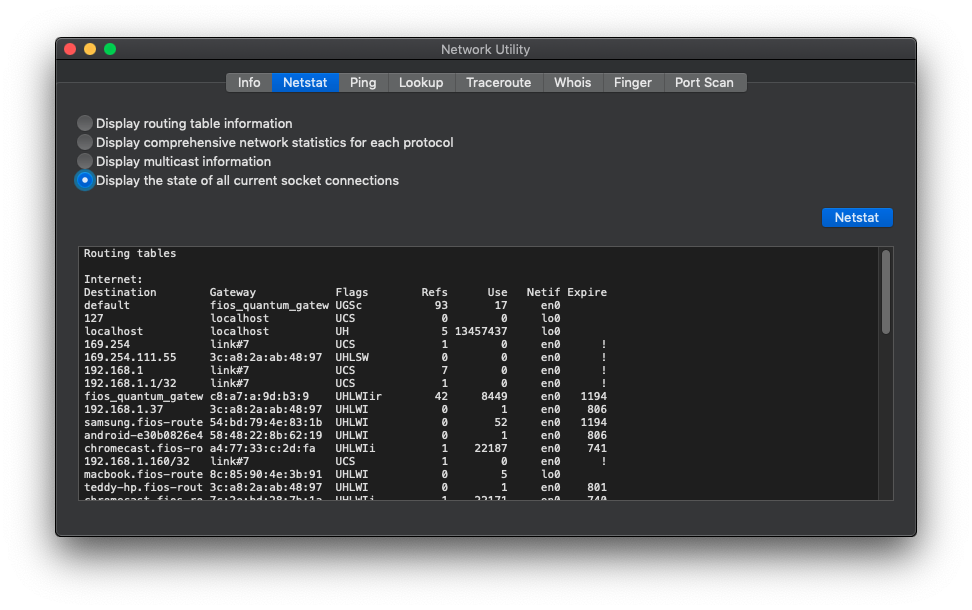 Network Utility
Info Netstat Ping Lookup Traceroute Whois Finger Port Scan
Display routing table information
Display comprehensive network statistics for each protocol
Display multicast information
Display the state of all current socket connections
Netstat
Routing tables
Internet:
Destination Gateway Flags Refs Use Netif Expire
default fios_quantum_gatew UGSc 93 17 en0
127 localhost UCS 0 0 lo0
localhost localhost UH 5 13457437 lo0
169.254 link#7 UCS 1 0 en0 !
169.254.111.55 3c:a8:2a:ab:48:97 UHLSW 0 0 en0 !
192.168.1 link#7 UCS 7 0 en0 !
192.168.1.1/32 link#7 UCS 1 0 en0 !
fios_quantum_gatew c8:a7:a:9d:b3:9 UHLWIir 42 8449 en0 1194
192.168.1.37 3c:a8:2a:ab:48:97 UHLWI 0 1 en0 806
samsung.fios-route 54:bd:79:4e:83:1b UHLWI 0 52 en0 1194
android-e30b0826e4 58:48:22:8b:62:19 UHLWI 0 1 en0 806
chromecast.fios-ro a4:77:33:c:2d:fa UHLWIi 1 22187 en0 741
192.168.1.160/32 link#7 UCS 1 0 en0 !
macbook.fios-route 8c:85:90:4e:3b:91 UHLWI 0 5 lo0
teddy-hp.fios-rout 3c:a8:2a:ab:48:97 UHLWI 0 1 en0 801
chromecast.fios-ro UHLWIi 1 22171 en0 740